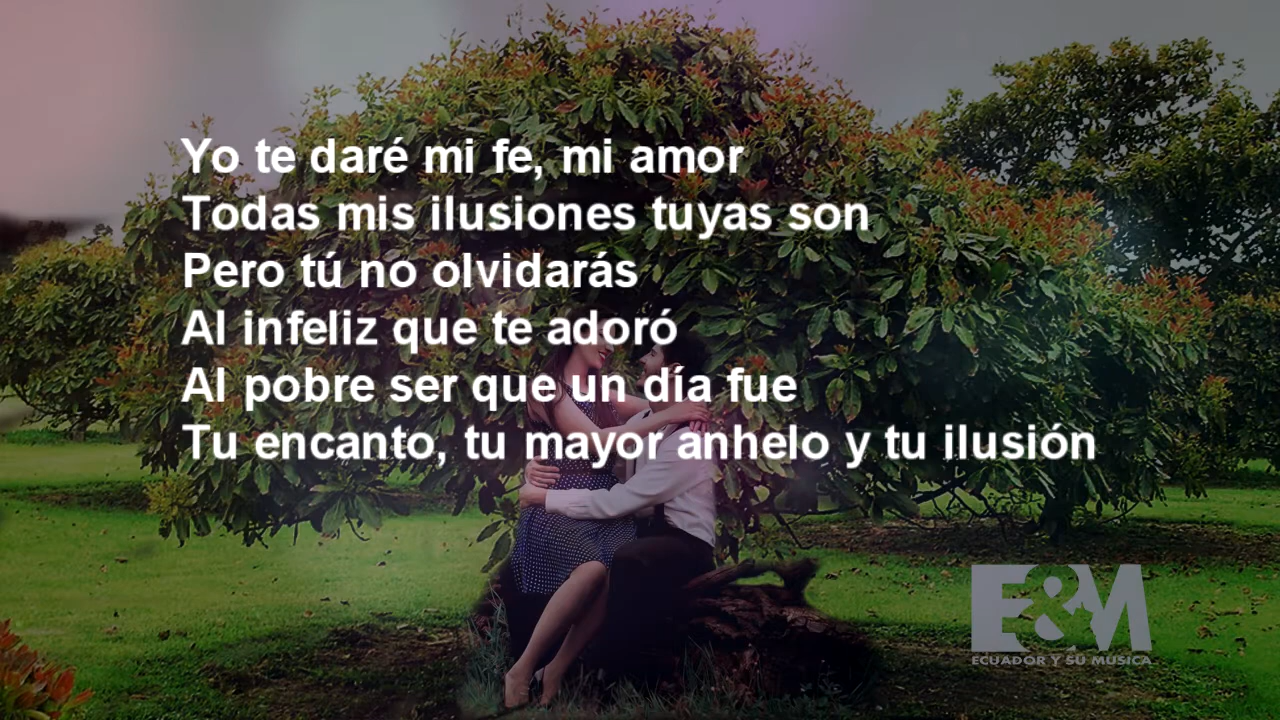 Yo te daré mi fe, mi amor
Todas mis ilusiones tuyas son
Pero tú no olvidarás
Al infeliz que te adoró
Al pobre ser que un día fue
Tu encanto, tu mayor anhelo y tu ilusión
E&M
ECUADOR Y SU MUSICA